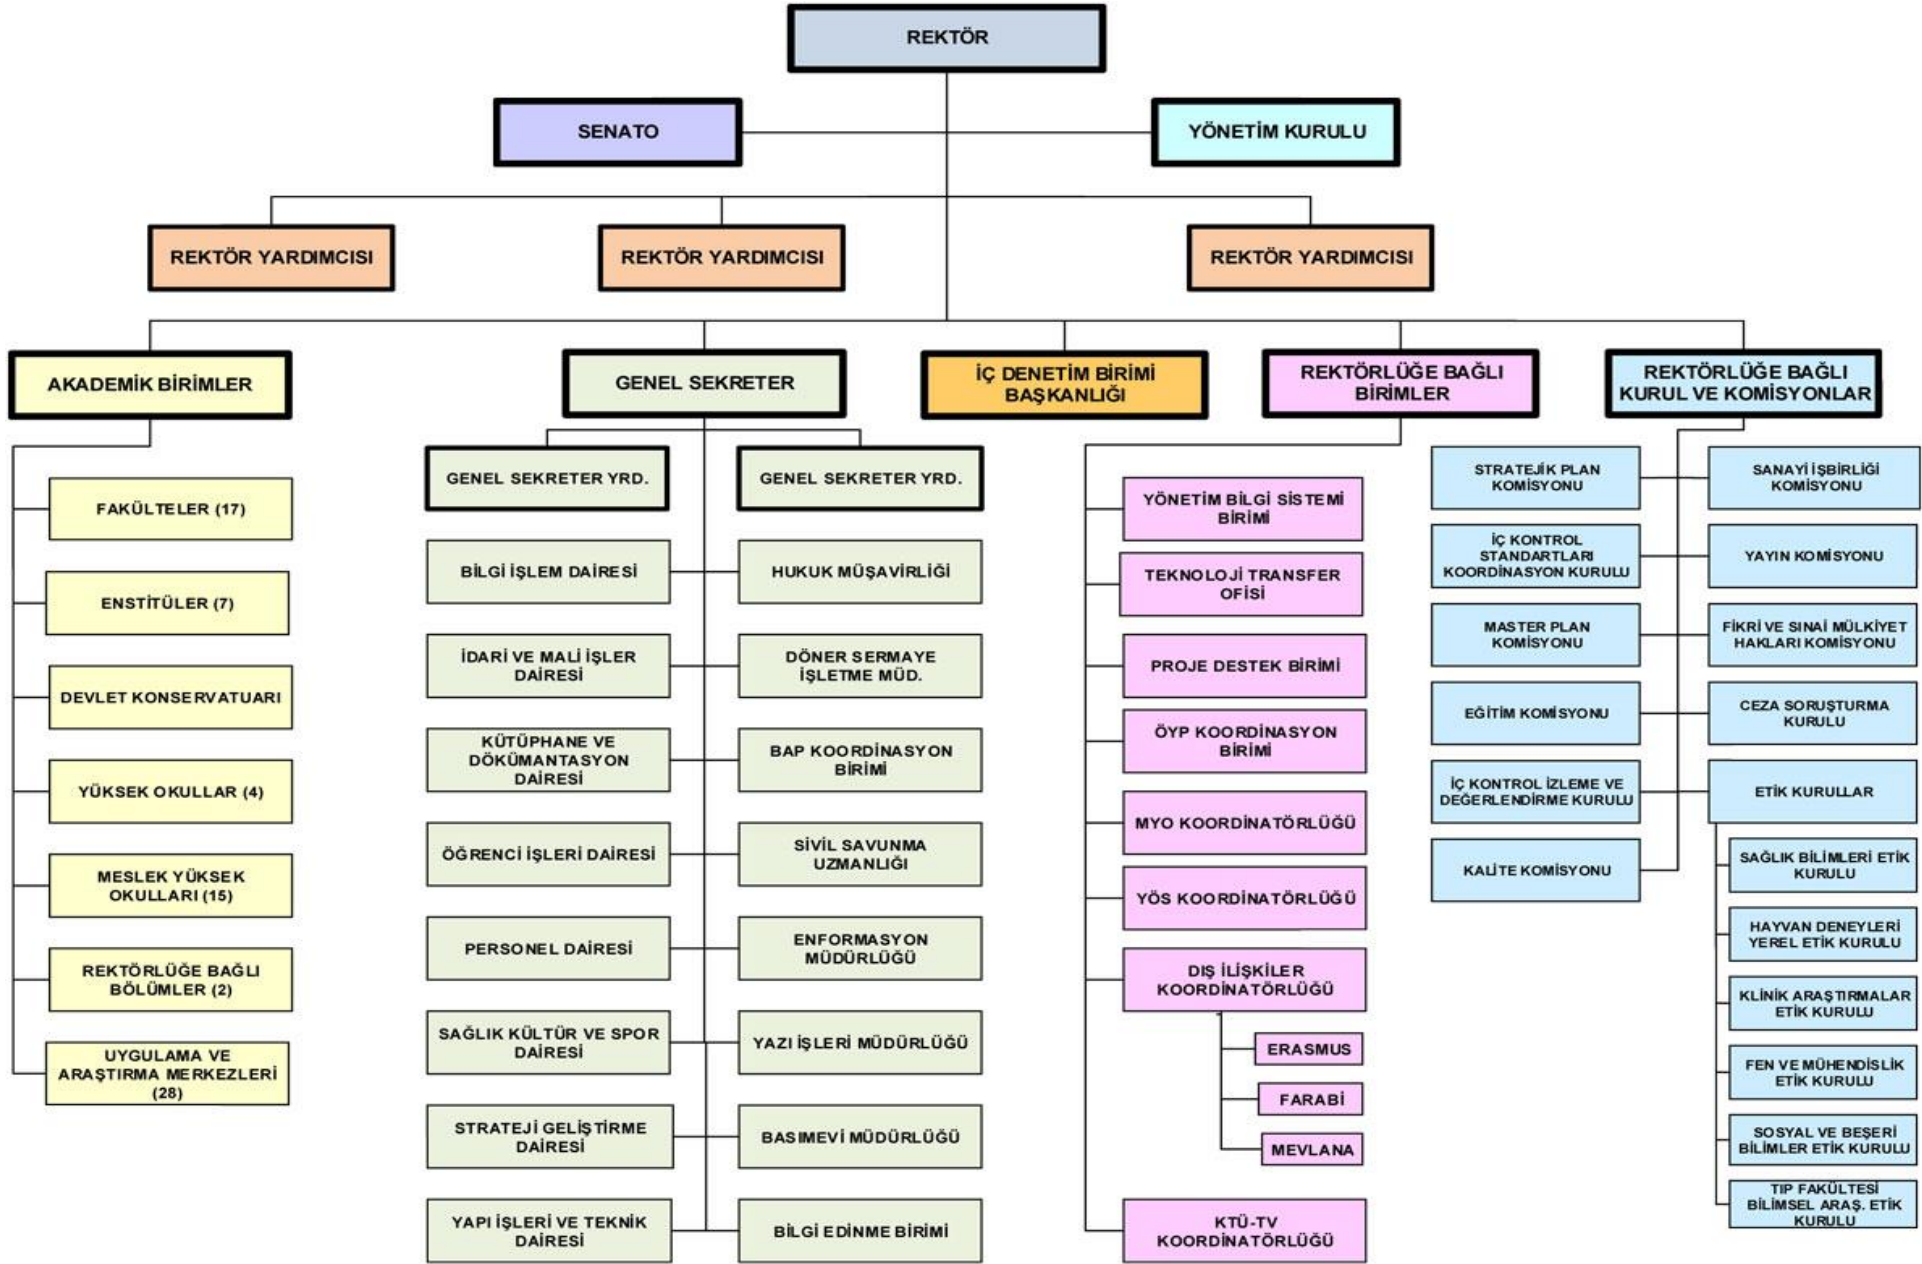 REKTÖR
SENATO
YÖNETİM KURULU
REKTÖR YARDIMCISI
REKTÖR YARDIMCISI
REKTÖR YARDIMCISI
AKADEMİK BİRİMLER
FAKÜLTELER (17)
ENSTİTÜLER (7)
DEVLET KONSERVATUARI
YÜKSEK OKULLAR (4)
MESLEK YÜKSEK
OKULLARI (15)
REKTÖRLÜĞE BAĞLI
BÖLÜMLER (2)
UYGULAMA VE
ARAŞTIRMA MERKEZLERİ
(28)
GENEL SEKRETER
GENEL SEKRETER YRD.
GENEL SEKRETER YRD.
BİLGİ İŞLEM DAİRESİ
HUKUK MÜŞAVİRLİĞİ
İDARİ VE MALİ İŞLER
DAİRESİ
DÖNER SERMAYE
İŞLETME MÜD.
KÜTÜPHANE VE
DÖKÜMANTASYON
DAİRESİ
BAP KOORDİNASYON
BİRİMİ
ÖĞRENCİ İŞLERİ DAİRESİ
SİVİL SAVUNMA
UZMANLIĞI
PERSONEL DAİRESİ
ENFORMASYON
MÜDÜRLÜĞÜ
SAĞLIK KÜLTÜR VE SPOR
DAİRESİ
YAZI İŞLERİ MÜDÜRLÜĞÜ
STRATEJİ GELİŞTİRME
DAİRESİ
BASIMEVİ MÜDÜRLÜĞÜ
YAPI İŞLERİ VE TEKNİK
DAİRESİ
BİLGİ EDİNME BİRİMİ
İÇ DENETİM BİRİMİ
BAŞKANLIĞI
REKTÖRLÜĞE BAĞLI
BİRİMLER
YÖNETİM BİLGİ SİSTEMİ
BİRİMİ
TEKNOLOJİ TRANSFER
OFİSİ
PROJE DESTEK BİRİMİ
ÖYP KOORDİNASYON
BİRİMİ
MYO KOORDİNATÖRLÜĞÜ
YÖS KOORDİNATÖRLÜĞÜ
DIŞ İLİŞKİLER
KOORDİNATÖRLÜĞÜ
ERASMUS
FARABİ
MEVLANA
KTÜ-TV
KOORDİNATÖRLÜĞÜ
REKTÖRLÜĞE BAĞLI
KURUL VE KOMİSYONLAR
STRATEJİK PLAN
KOMİSYONU
SANAYİ İŞBİRLİĞİ
KOMİSYONU
İÇ KONTROL
STANDARTLARI
KOORDİNASYON KURULU
YAYIN KOMİSYONU
MASTER PLAN
KOMİSYONU
FİKRİ VE SINAİ MÜLKİYET
HAKLARI KOMİSYONU
EĞİTİM KOMİSYONU
CEZA SORUŞTURMA
KURULU
İÇ KONTROL İZLEME VE
DEĞERLENDİRME KURULU
ETİK KURULLAR
KALİTE KOMİSYONU
SAĞLIK BİLİMLERİ ETİK
KURULU
HAYVAN DENEYLERİ
YEREL ETİK KURULU
KLİNİK ARAŞTIRMALAR
ETİK KURULU
FEN VE MÜHENDİSLİK
ETİK KURULU
SOSYAL VE BEŞERİ
BİLİMLER ETİK KURULU
TIP FAKÜLTESİ
BİLİMSEL ARAŞ. ETİK
KURULU